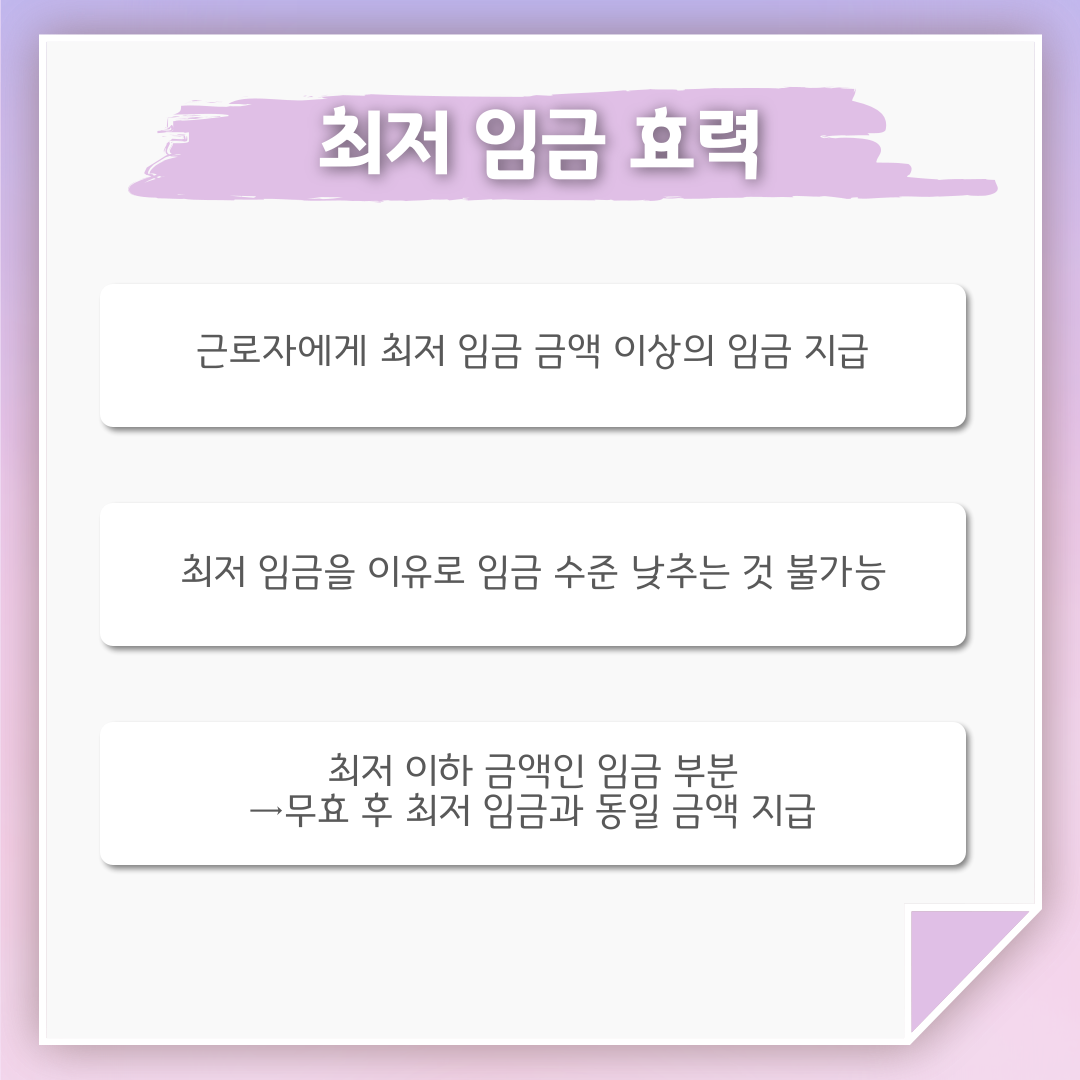 최저 임금 효력
근로자에게 최저 임금 금액 이상의 임금 지급
최저 임금을 이유로 임금 수준 낮추는 것 불가능
최저 이하 금액인 임금 부분
→무효 후 최저 임금과 동일 금액 지급